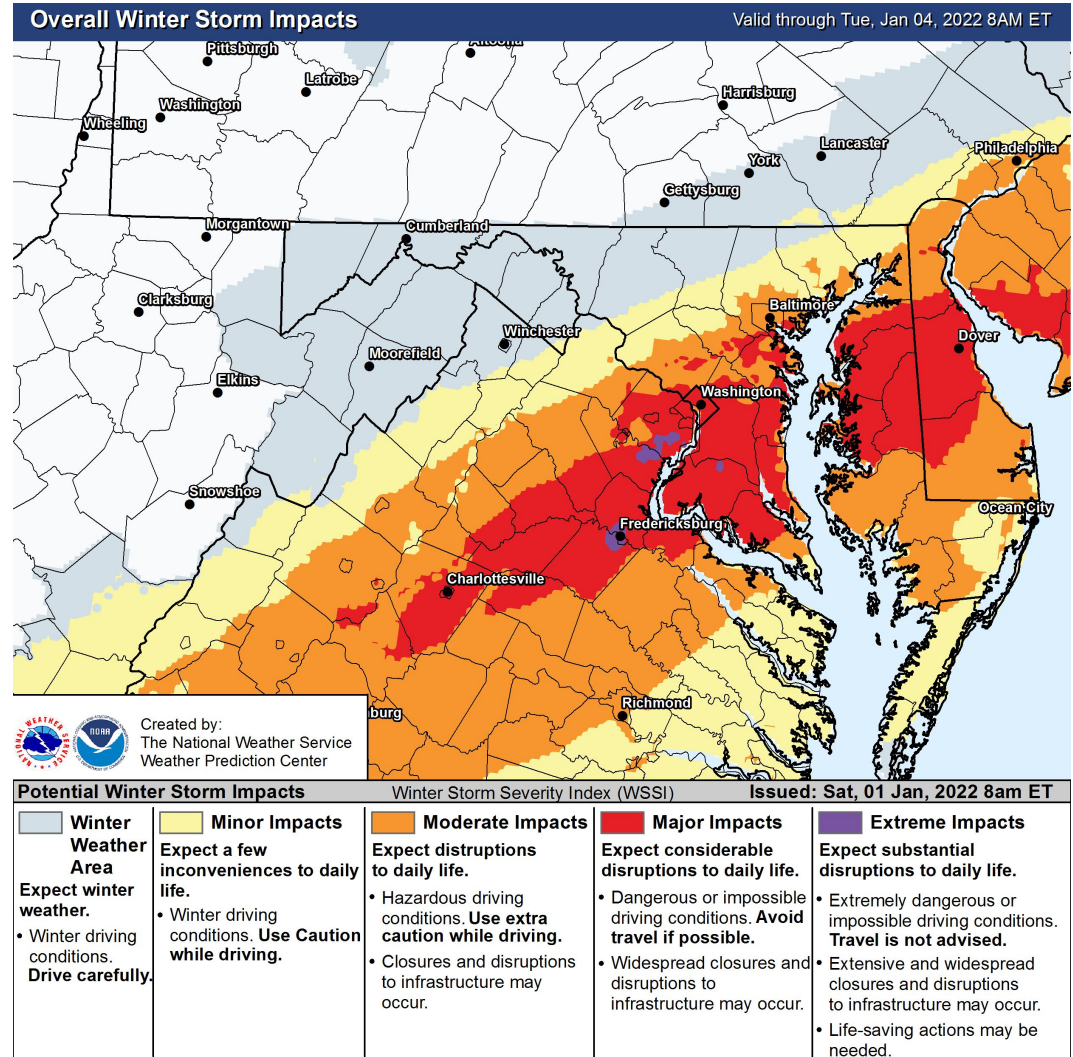 Overall Winter Storm Impacts
Valid through Tue, Jan 04, 2022 8AM ET
Pittsburgh
Altoona
Latrobe
Harrisburg
Washington
Wheeling
Lancaster
Philadelphia
York
Gettysburg
Morgantown
Cumberland
Clarksburg
Baltimore
Winchester
Dover
Moorefield
Elkins
Washington
Snowshoe
Ocean City
Fredericksburg
Charlottesville
Richmond
burg
Created by:
The National Weather Service
Weather Prediction Center
NATIONAL WEATHER SERVICE
NOAA
Potential Winter Storm Impacts
Winter Storm Severity Index (WSSI)
Issued: Sat, 01 Jan, 2022 8am ET
Winter
Weather
Area
Expect winter
weather.
• Winter driving
conditions.
Drive carefully.
Minor Impacts
Expect a few
inconveniences to daily
life.
• Winter driving
conditions. Use Caution
while driving.
Moderate Impacts
Expect distruptions
to daily life.
• Hazardous driving
conditions. Use extra
caution while driving.
• Closures and disruptions
to infrastructure may
occur.
Major Impacts
Expect considerable
disruptions to daily life.
• Dangerous or impossible
driving conditions. Avoid
travel if possible.
• Widespread closures and
disruptions to
infrastructure may occur.
Extreme Impacts
Expect substantial
disruptions to daily life.
• Extremely dangerous or
impossible driving conditions.
Travel is not advised.
• Extensive and widespread
closures and disruptions
to infrastructure may occur.
• Life-saving actions may be
needed.